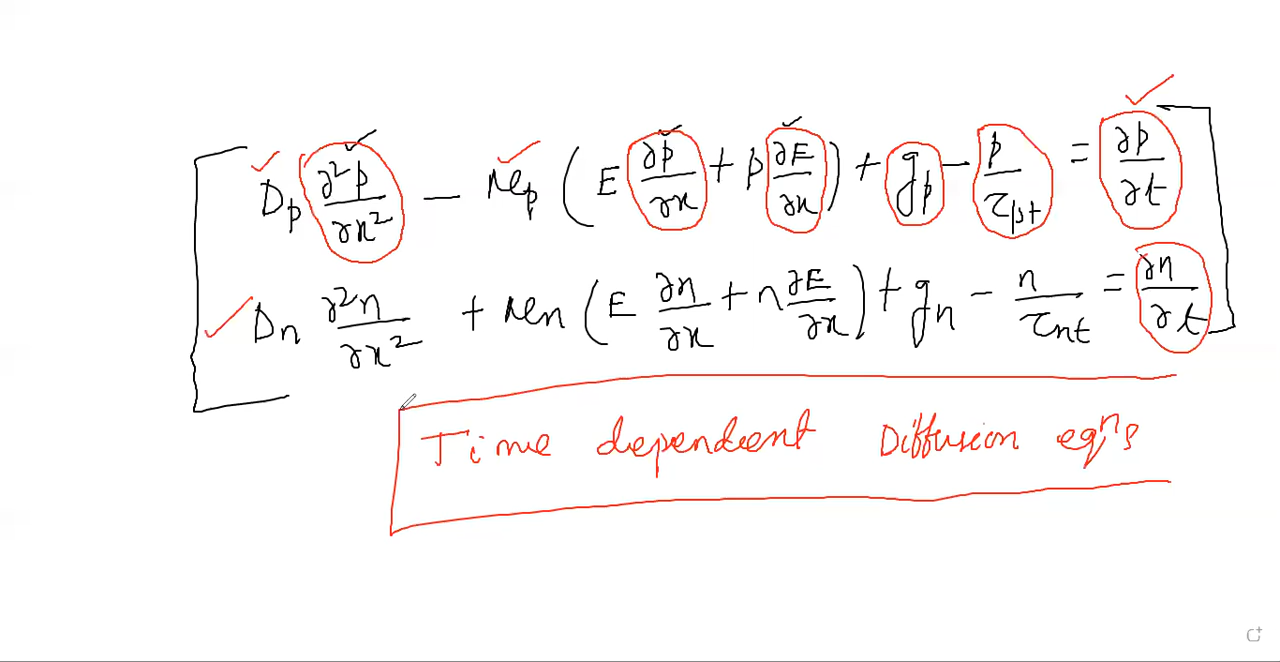 Dp ∂²p/∂x² − μp (E ∂p/∂x + p ∂E/∂x) + gp − p/τpt = ∂p/∂t
Dn ∂²n/∂x² + μn (E ∂n/∂x + n ∂E/∂x) + gn − n/τnt = ∂n/∂t
Time dependent Diffusion eqⁿs